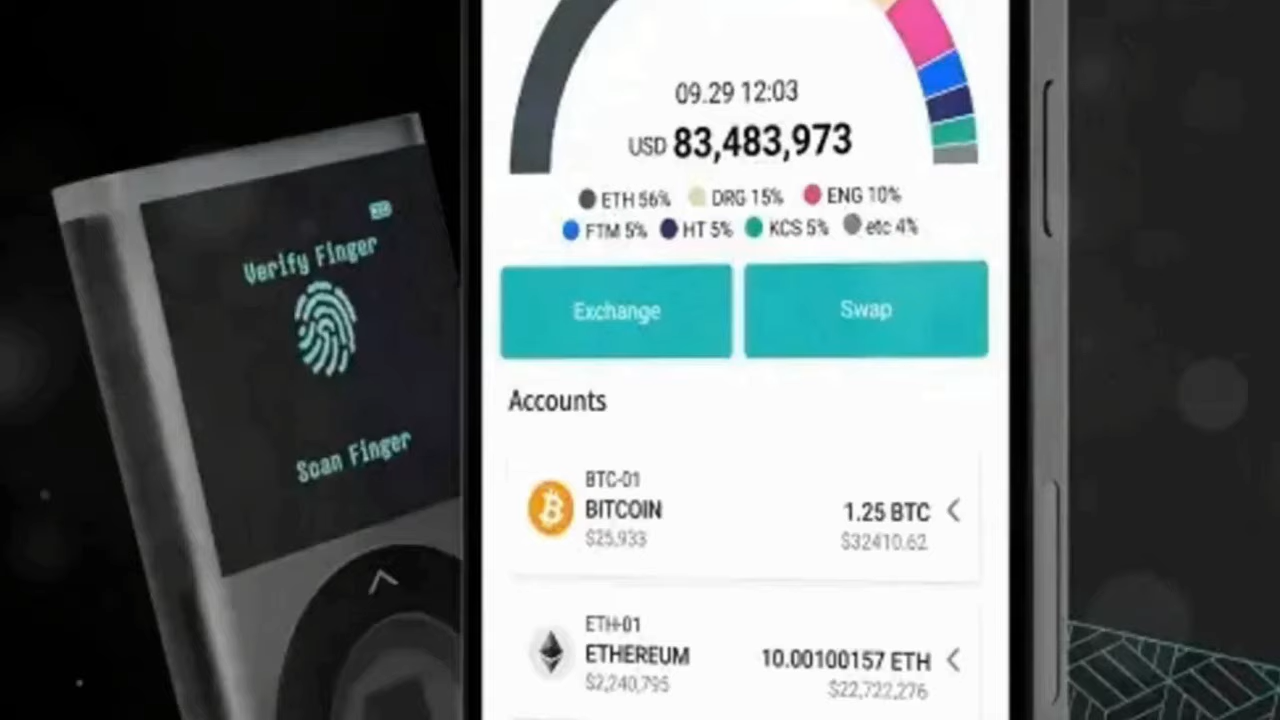 09.29 12:03
USD 83,483,973
ETH 56% DRG 15% ENG 10%
FTM 5% HT 5% KCS 5% etc 4%
Exchange Swap
Accounts
BTC-01
BITCOIN 1.25 BTC
$25,933 $32410.62
ETH-01
ETHEREUM 10.00100157 ETH
$2,240,795 $22,722,276
Verify Finger
Scan Finger